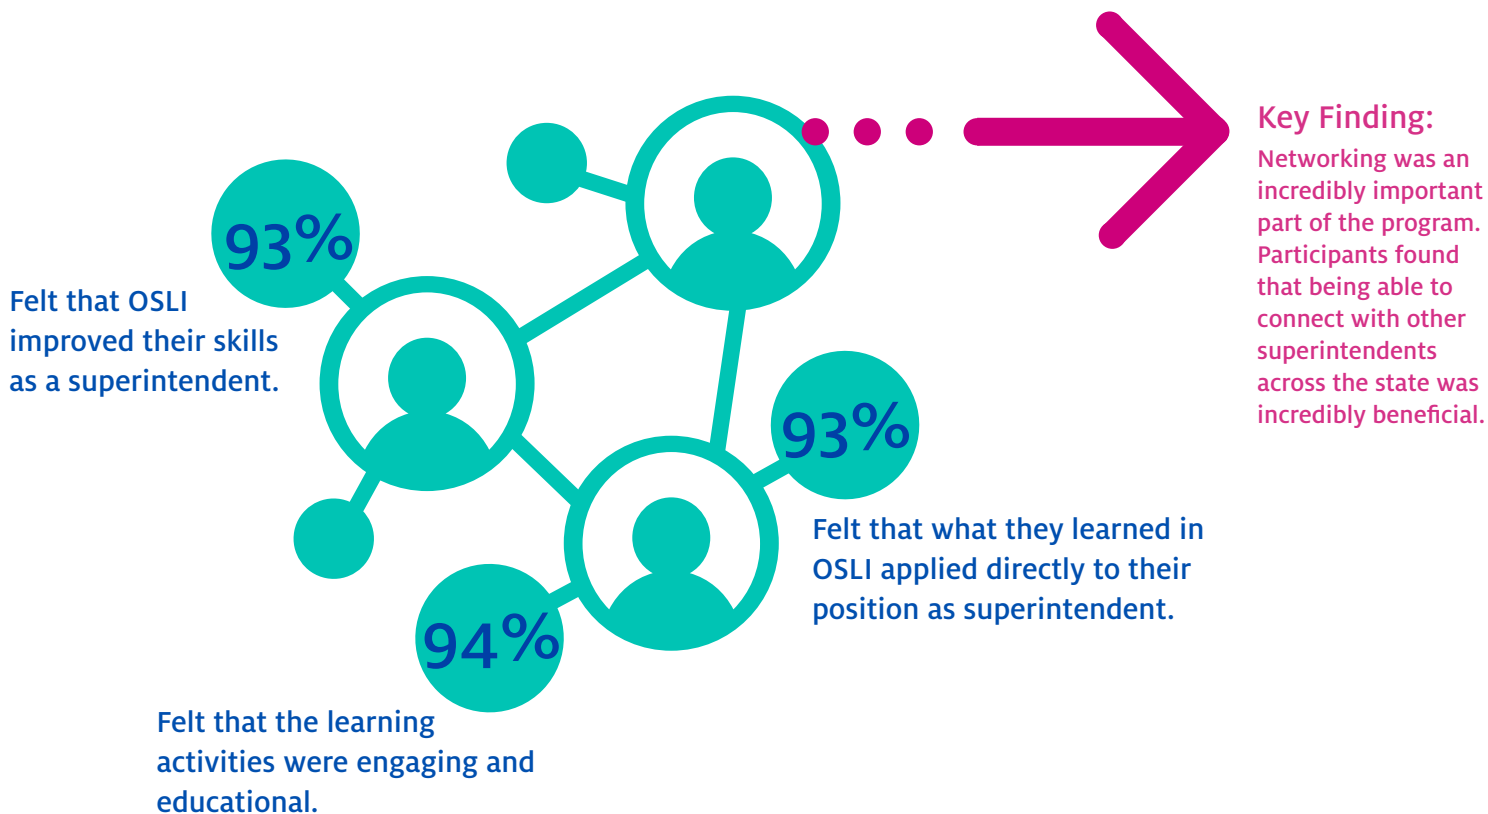 93%
Felt that OSLI
improved their skills
as a superintendent.
93%
Felt that what they learned in
OSLI applied directly to their
position as superintendent.
94%
Felt that the learning
activities were engaging and
educational.
Key Finding:
Networking was an
incredibly important
part of the program.
Participants found
that being able to
connect with other
superintendents
across the state was
incredibly beneficial.